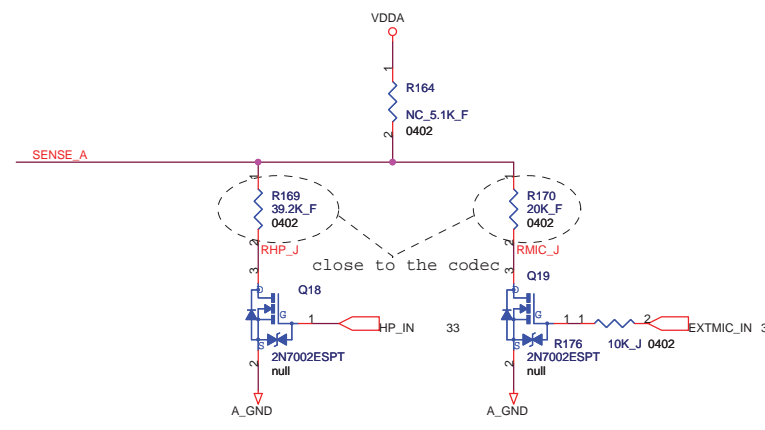 VDDA
1
R164
NC_5.1K_F
2
0402
SENSE_A
1
R169
39.2K_F
0402
2
RHP_J
1
R170
20K_F
0402
2
RMIC_J
close to the codec
3
Q18
D
G
1
HP_IN
33
S
2N7002ESPT
2
null
A_GND
3
Q19
D
G
1
1
2
EXTMIC_IN
S
R176
10K_J
0402
2N7002ESPT
2
null
A_GND